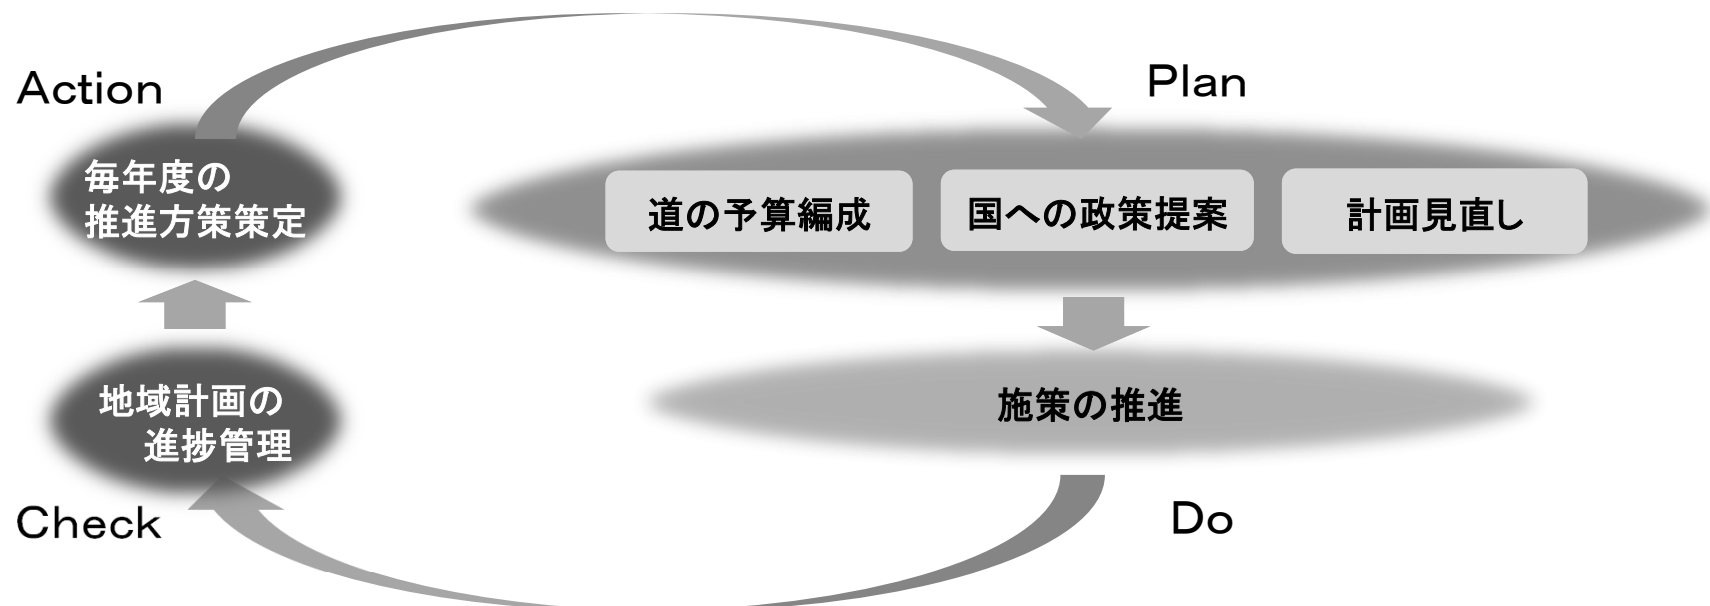 Action
Plan
毎年度の
推進方策策定
道の予算編成
国への政策提案
計画見直し
地域計画の
進捗管理
施策の推進
Check
Do